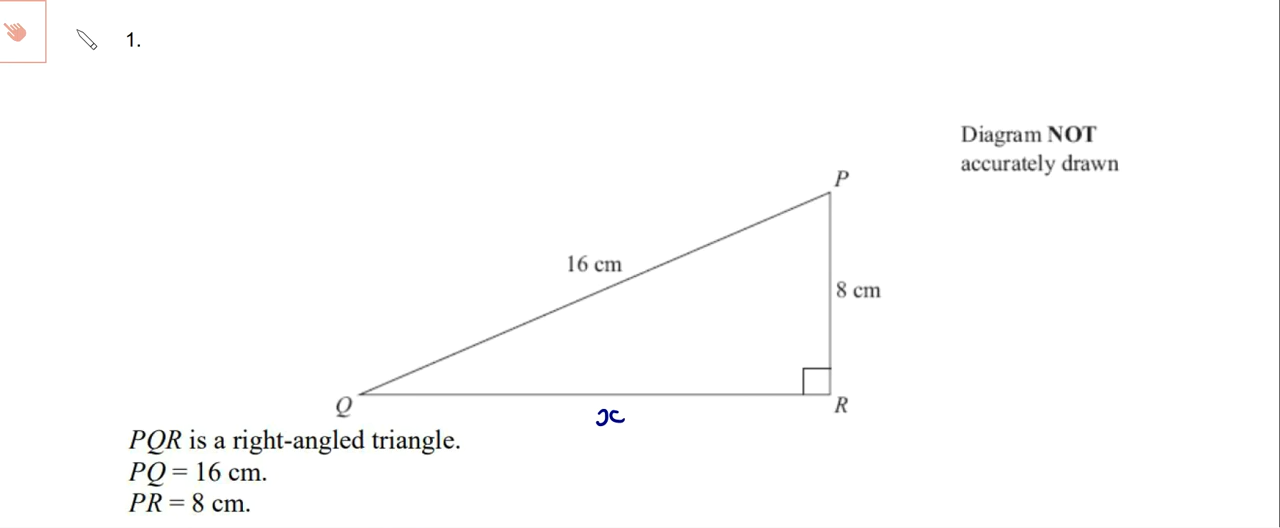 1.
Diagram NOT
accurately drawn
P
16 cm
8 cm
Q
x
R
PQR is a right-angled triangle.
PQ = 16 cm.
PR = 8 cm.